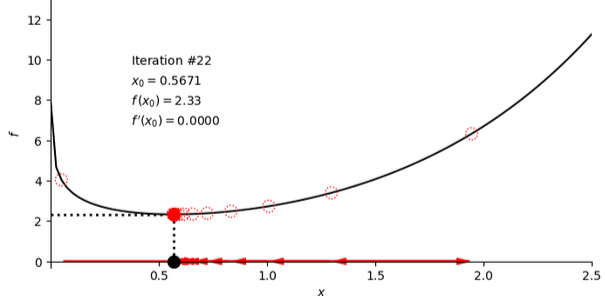 12
10
8
6
4
2
0
f
Iteration #22
x₀ = 0.5671
f(x₀) = 2.33
f′(x₀) = 0.0000
0.5
1.0
1.5
2.0
2.5
x